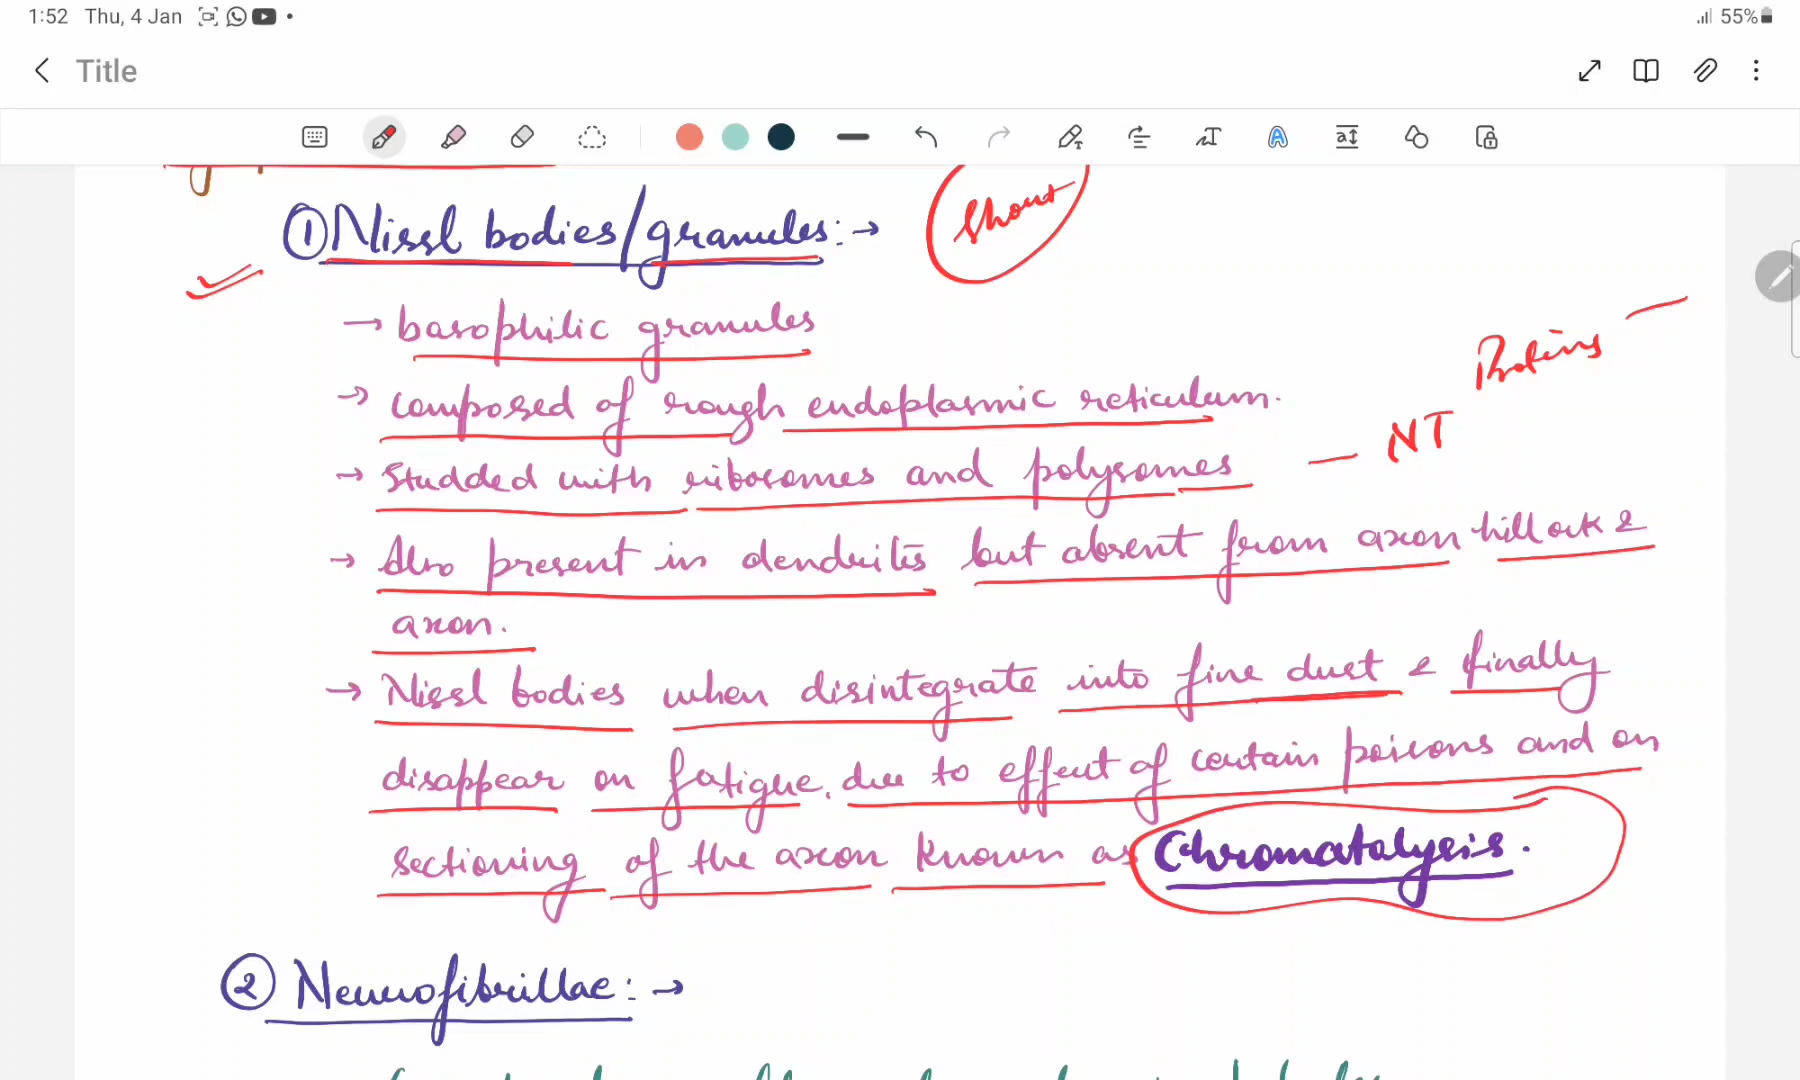 1:52 Thu, 4 Jan
55%
Title
① Nissl bodies/granules :→
Short
→ basophilic granules
Proteins
→ composed of rough endoplasmic reticulum.
NT
→ Studded with ribosomes and polysomes
→ Also present in dendrites but absent from axon hillock &
axon.
→ Nissl bodies when disintegrate into fine dust & finally
disappear on fatigue, due to effect of certain poisons and on
sectioning of the axon known as Chromatalysis.
② Neurofibrillae :→